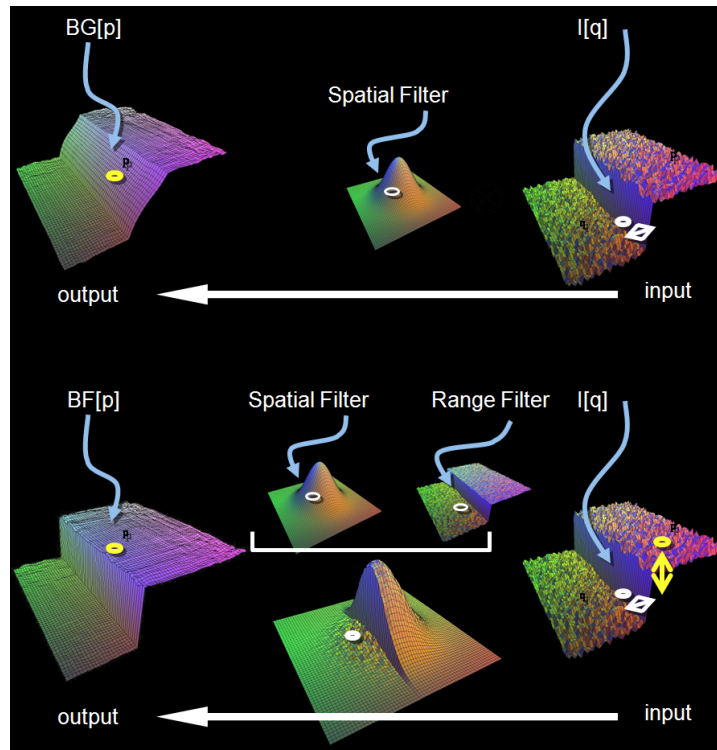 BG[p]
I[q]
Spatial Filter
p
q
output
input
BF[p]
Spatial Filter
Range Filter
I[q]
p
q
output
input